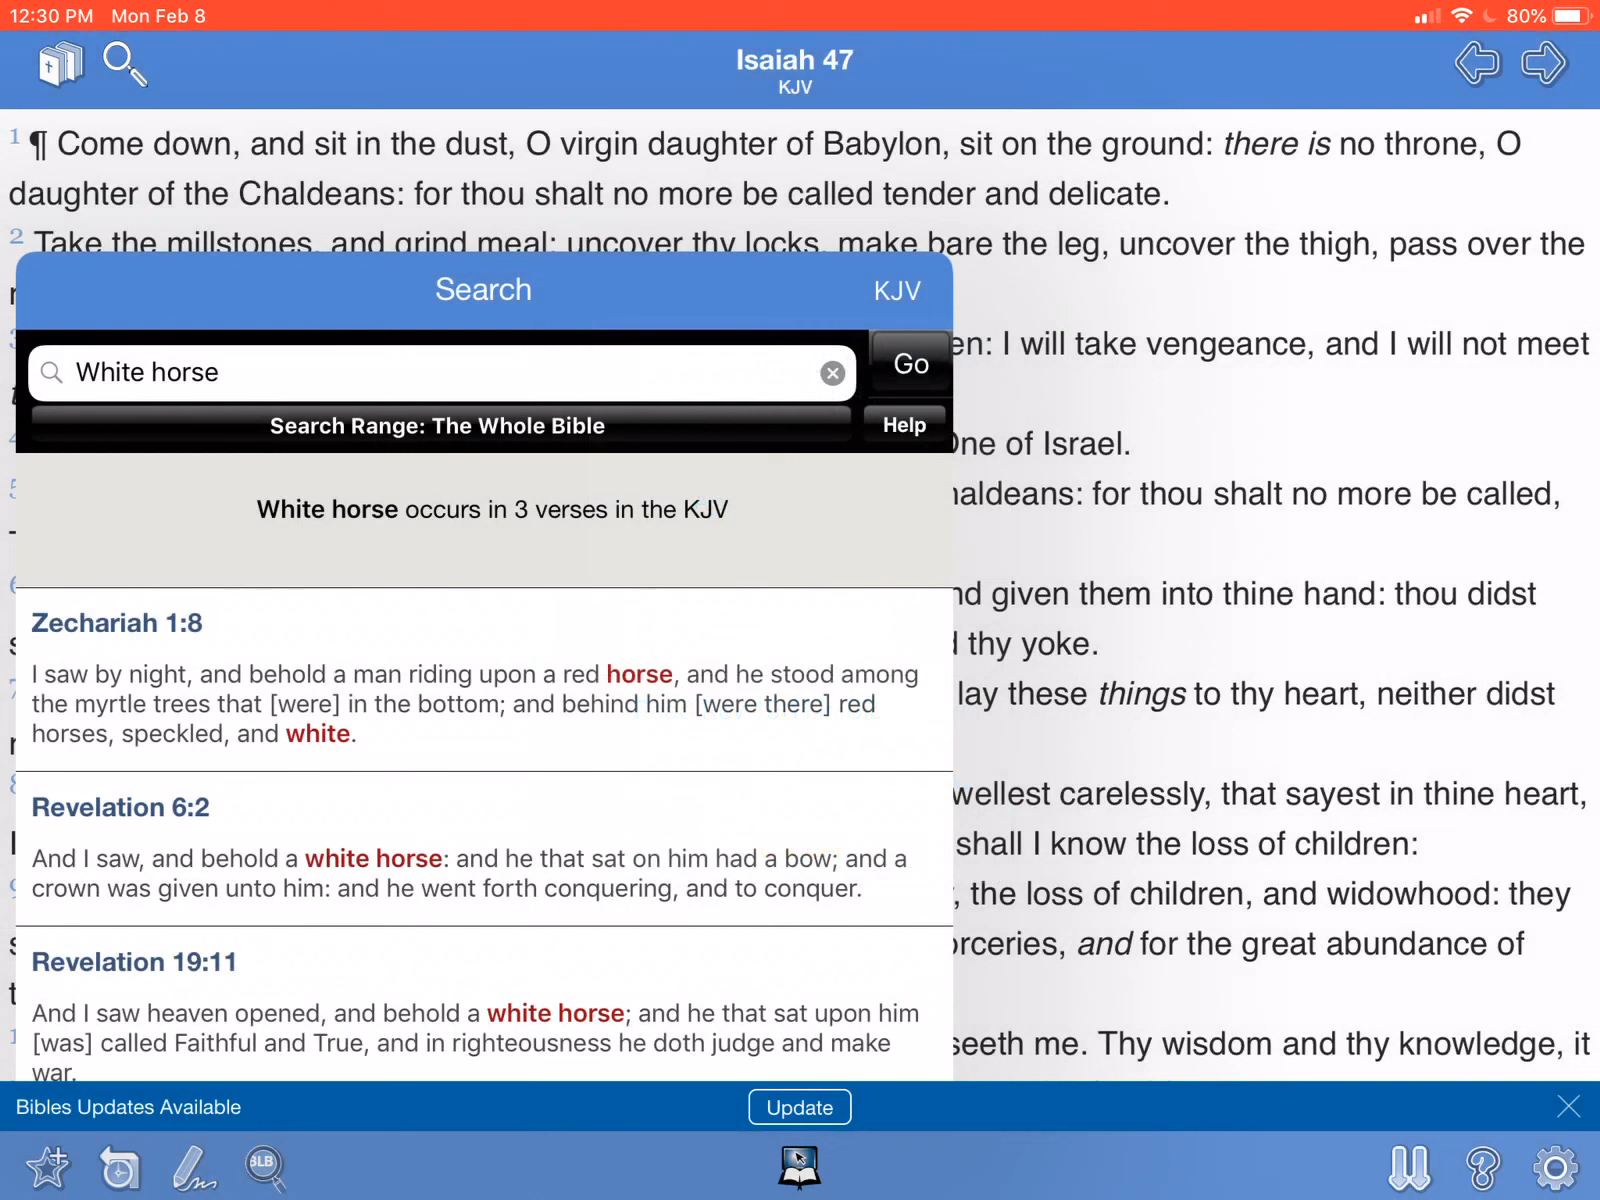 12:30 PM Mon Feb 8
80%
Isaiah 47
KJV
1 ¶ Come down, and sit in the dust, O virgin daughter of Babylon, sit on the ground: there is no throne, O
daughter of the Chaldeans: for thou shalt no more be called tender and delicate.
2 Take the millstones, and grind meal: uncover thy locks, make bare the leg, uncover the thigh, pass over the
I will take vengeance, and I will not meet
of Israel.
for thou shalt no more be called,
given them into thine hand: thou didst
thy yoke.
lay these things to thy heart, neither didst
carelessly, that sayest in thine heart,
shall I know the loss of children:
the loss of children, and widowhood: they
and for the great abundance of
seeth me. Thy wisdom and thy knowledge, it
Search
KJV
White horse
Go
Search Range: The Whole Bible
Help
White horse occurs in 3 verses in the KJV
Zechariah 1:8
I saw by night, and behold a man riding upon a red horse, and he stood among
the myrtle trees that [were] in the bottom; and behind him [were there] red
horses, speckled, and white.
Revelation 6:2
And I saw, and behold a white horse: and he that sat on him had a bow; and a
crown was given unto him: and he went forth conquering, and to conquer.
Revelation 19:11
And I saw heaven opened, and behold a white horse; and he that sat upon him
[was] called Faithful and True, and in righteousness he doth judge and make
war.
Bibles Updates Available
Update
BLB